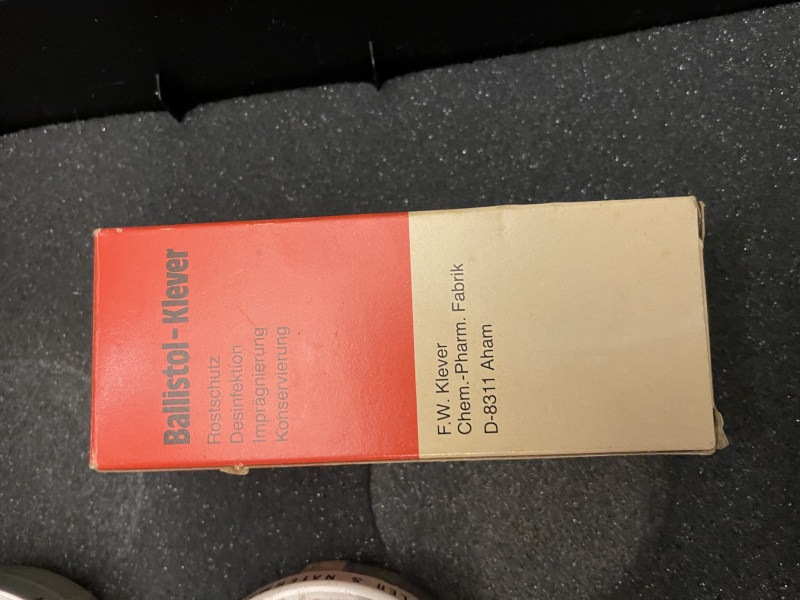 Ballistol-Klever
Rostschutz
Desinfektion
Imprägnierung
Konservierung
F.W. Klever
Chem.-Pharm. Fabrik
D-8311 Aham